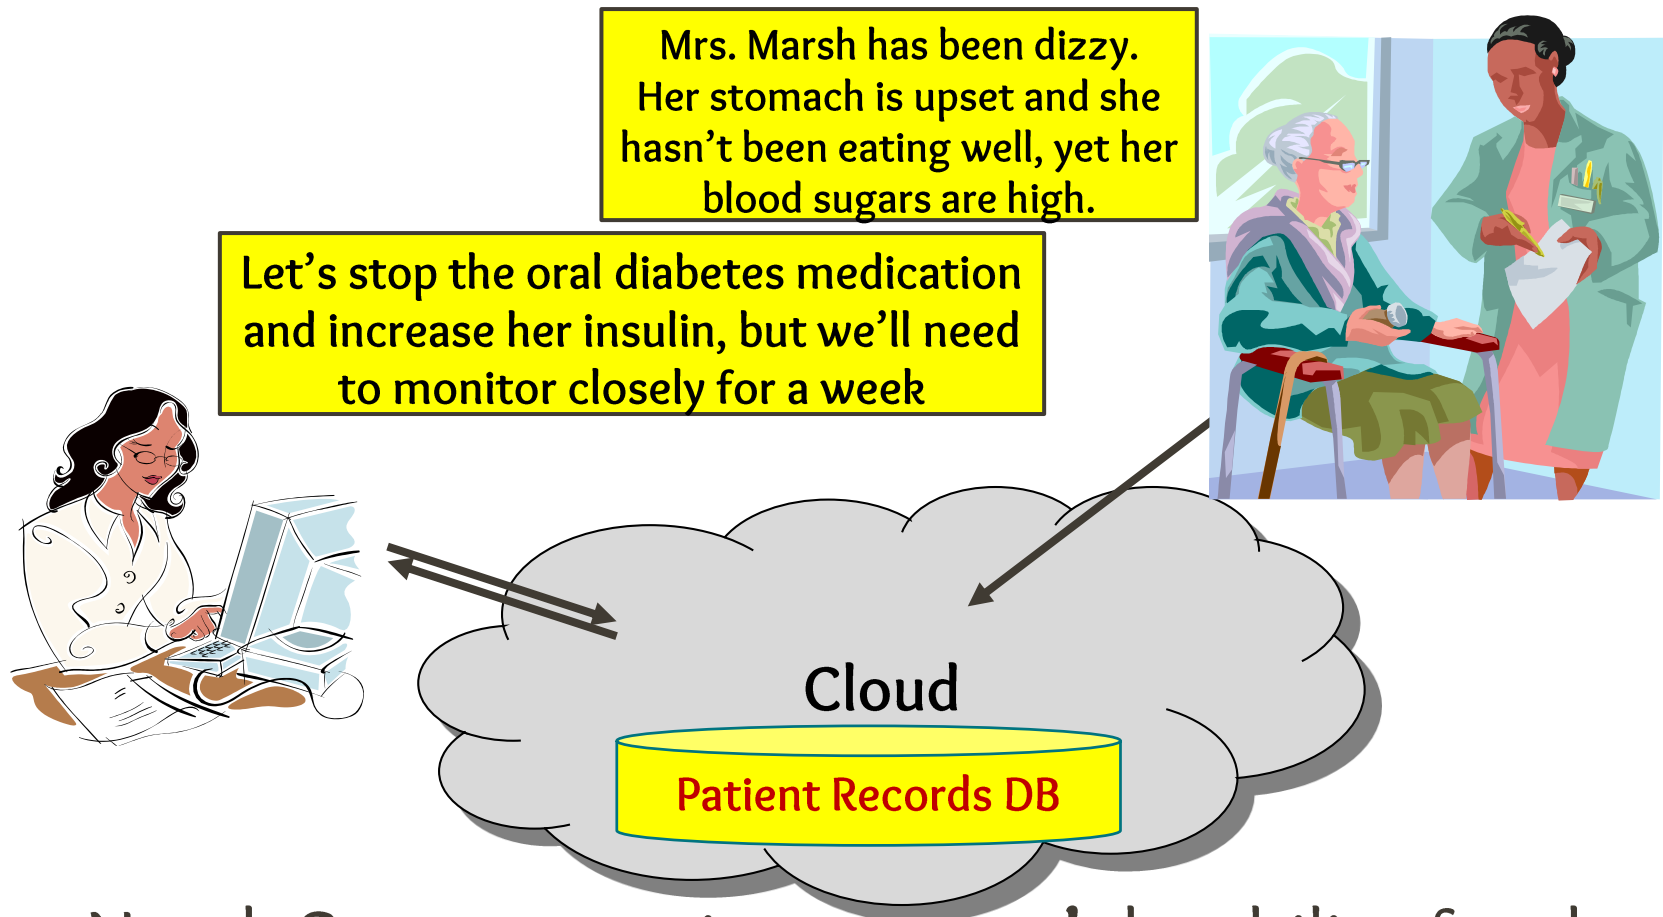 Mrs. Marsh has been dizzy.
Her stomach is upset and she
hasn’t been eating well, yet her
blood sugars are high.
Let’s stop the oral diabetes medication
and increase her insulin, but we’ll need
to monitor closely for a week
Cloud
Patient Records DB